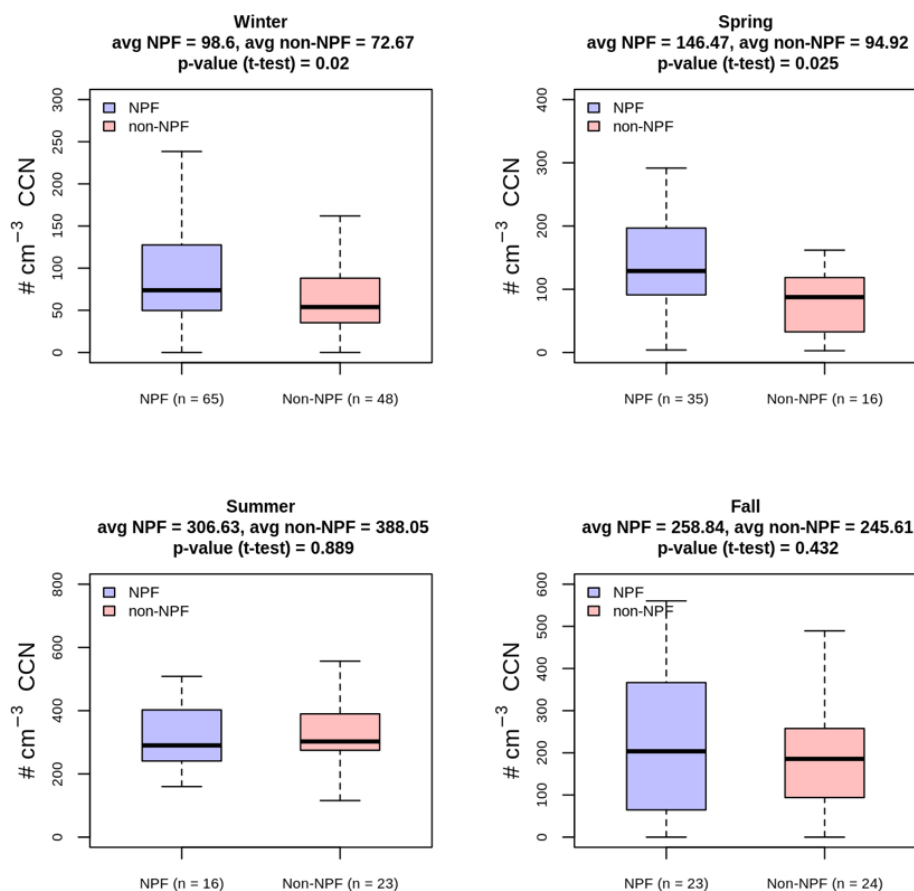 Winter
avg NPF = 98.6, avg non-NPF = 72.67
p-value (t-test) = 0.02
300
250
200
150
100
50
0
# cm⁻³ CCN
NPF
non-NPF
NPF (n = 65)
Non-NPF (n = 48)
Spring
avg NPF = 146.47, avg non-NPF = 94.92
p-value (t-test) = 0.025
400
300
200
100
0
# cm⁻³ CCN
NPF
non-NPF
NPF (n = 35)
Non-NPF (n = 16)
Summer
avg NPF = 306.63, avg non-NPF = 388.05
p-value (t-test) = 0.889
800
600
400
200
0
# cm⁻³ CCN
NPF
non-NPF
NPF (n = 16)
Non-NPF (n = 23)
Fall
avg NPF = 258.84, avg non-NPF = 245.61
p-value (t-test) = 0.432
600
500
400
300
200
100
0
# cm⁻³ CCN
NPF
non-NPF
NPF (n = 23)
Non-NPF (n = 24)